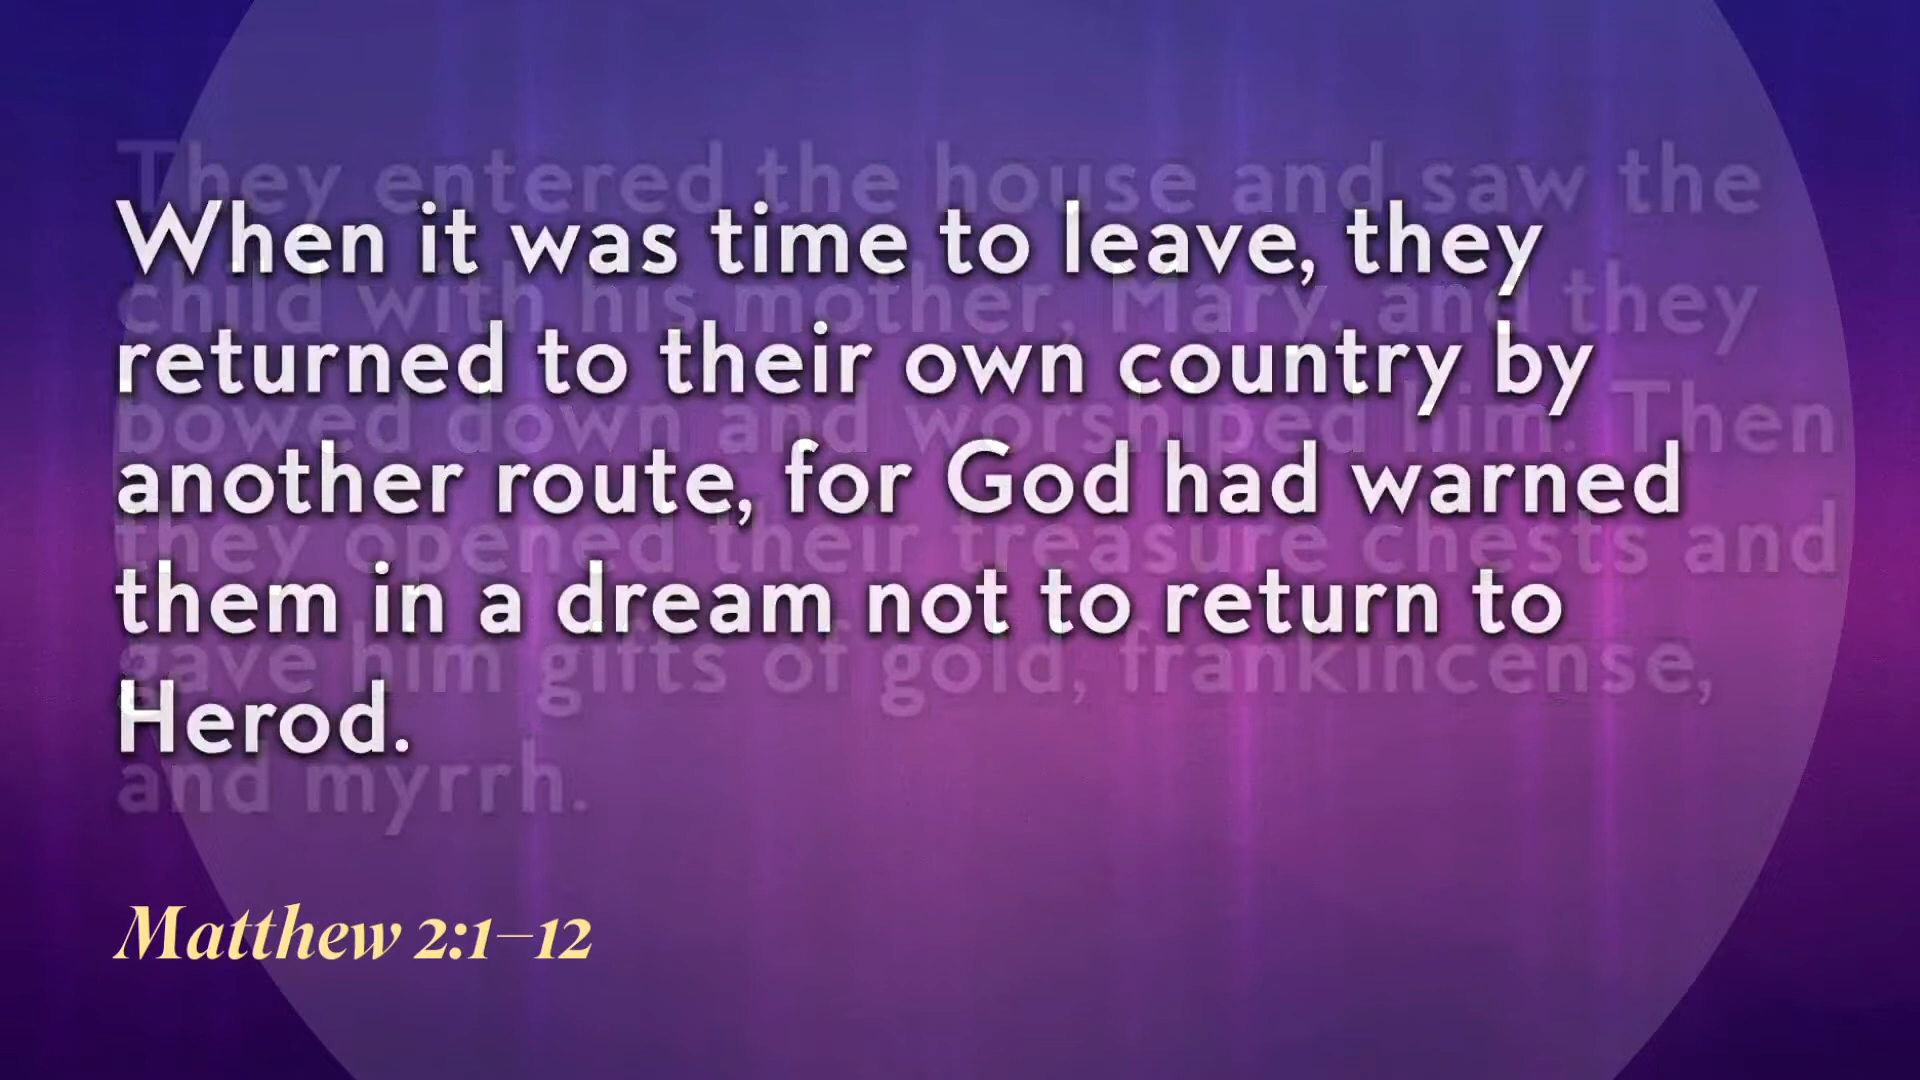 They entered the house and saw the
child with his mother, Mary, and they
bowed down and worshiped him. Then
they opened their treasure chests and
gave him gifts of gold, frankincense,
and myrrh.
When it was time to leave, they
returned to their own country by
another route, for God had warned
them in a dream not to return to
Herod.
Matthew 2:1–12